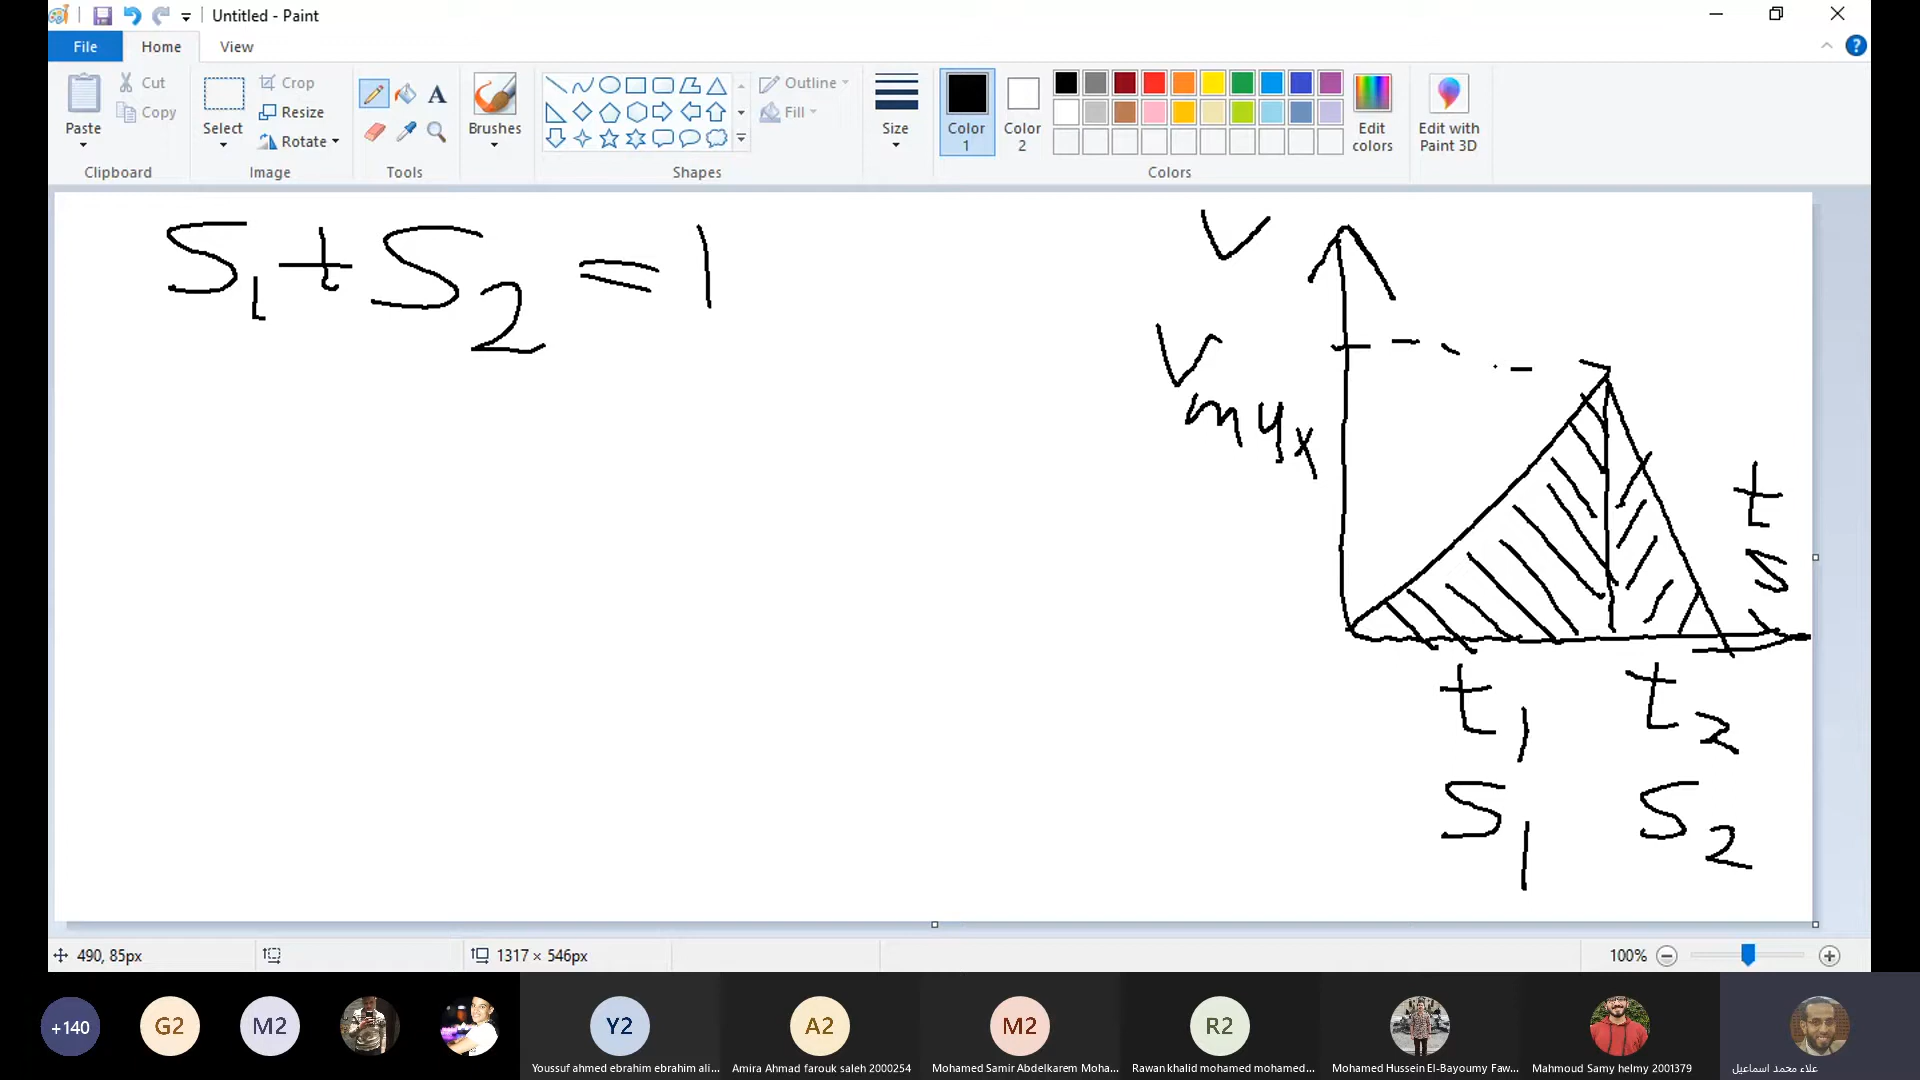 Untitled - Paint
File Home View
Paste Cut Copy
Select Crop Resize Rotate
Brushes
Outline Fill
Size
Color 1
Color 2
Edit colors
Edit with Paint 3D
Clipboard Image Tools Shapes Colors
S1 + S2 = 1
V
Vmax
t
s
t1 t2
S1 S2
490, 85px 1317 × 546px 100%
+140 G2 M2 Y2 A2 M2 R2
Youssuf ahmed ebrahim ebrahim ali... Amira Ahmad farouk saleh 2000254 Mohamed Samir Abdelkarem Moha... Rawan khalid mohamed mohamed... Mohamed Hussein El-Bayoumy Faw... Mahmoud Samy helmy 2001379 علاء محمد اسماعيل